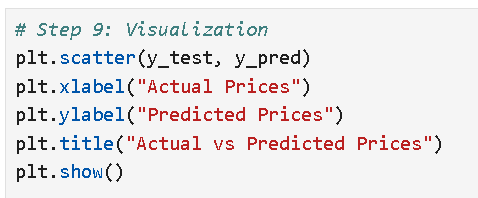 # Step 9: Visualization
plt.scatter(y_test, y_pred)
plt.xlabel("Actual Prices")
plt.ylabel("Predicted Prices")
plt.title("Actual vs Predicted Prices")
plt.show()